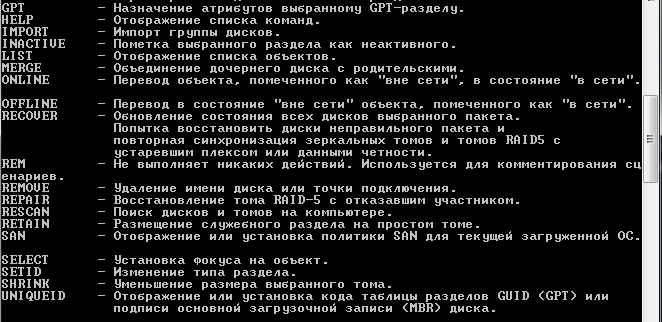 GPT - Назначение атрибутов выбранному GPT-разделу.
HELP - Отображение списка команд.
IMPORT - Импорт группы дисков.
INACTIVE - Пометка выбранного раздела как неактивного.
LIST - Отображение списка объектов.
MERGE - Объединение дочернего диска с родительскими.
ONLINE - Перевод объекта, помеченного как "вне сети", в состояние "в сети".
OFFLINE - Перевод в состояние "вне сети" объекта, помеченного как "в сети".
RECOVER - Обновление состояния всех дисков выбранного пакета.
Попытка восстановить диски неправильного пакета и
повторная синхронизация зеркальных томов и томов RAID5 с
устаревшим плексом или данными четности.
REM - Не выполняет никаких действий. Используется для комментирования сц
енариев.
REMOVE - Удаление имени диска или точки подключения.
REPAIR - Восстановление тома RAID-5 с отказавшим участником.
RESCAN - Поиск дисков и томов на компьютере.
RETAIN - Размещение служебного раздела на простом томе.
SAN - Отображение или установка политики SAN для текущей загруженной ОС.
SELECT - Установка фокуса на объект.
SETID - Изменение типа раздела.
SHRINK - Уменьшение размера выбранного тома.
UNIQUEID - Отображение или установка кода таблицы разделов GUID (GPT) или
подписи основной загрузочной записи (MBR) диска.